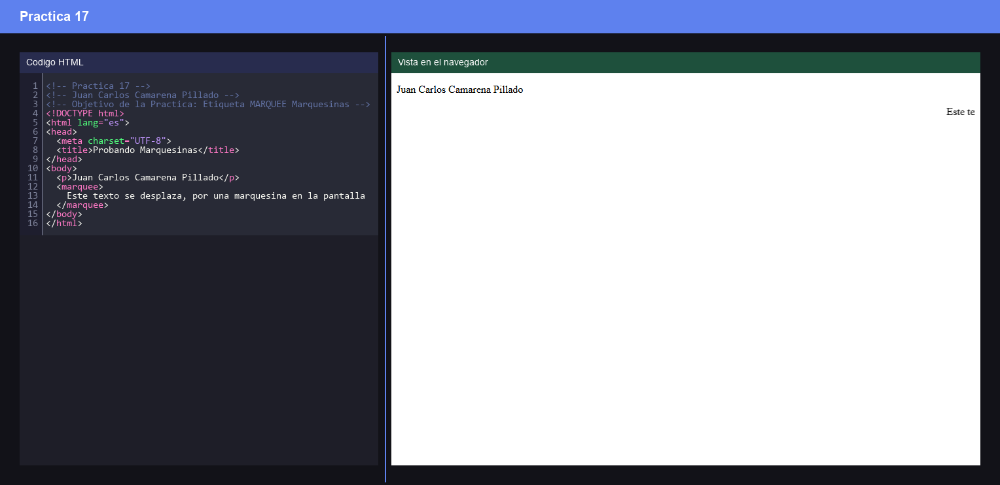 Practica 17
Codigo HTML
1 <!-- Practica 17 -->
2 <!-- Juan Carlos Camarena Pillado -->
3 <!-- Objetivo de la Practica: Etiqueta MARQUEE Marquesinas -->
4 <!DOCTYPE html>
5 <html lang="es">
6 <head>
7   <meta charset="UTF-8">
8   <title>Probando Marquesinas</title>
9 </head>
10 <body>
11   <p>Juan Carlos Camarena Pillado</p>
12   <marquee>
13     Este texto se desplaza, por una marquesina en la pantalla
14   </marquee>
15 </body>
16 </html>
Vista en el navegador
Juan Carlos Camarena Pillado
Este te